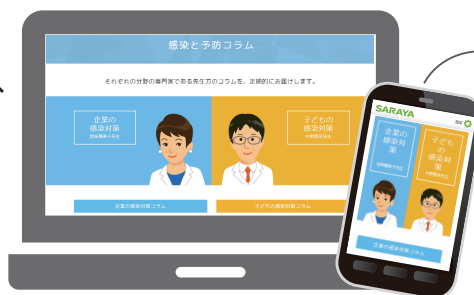 感染と予防コラム
それぞれの分野の専門家である先生方のコラムを、定期的にお届けします。
企業の
感染対策
子どもの
感染対策
企業の感染対策コラム
子どもの感染対策コラム
SARAYA
企業の
感染対
策
子ども
の
感染対
策
企業の感染対策コラム